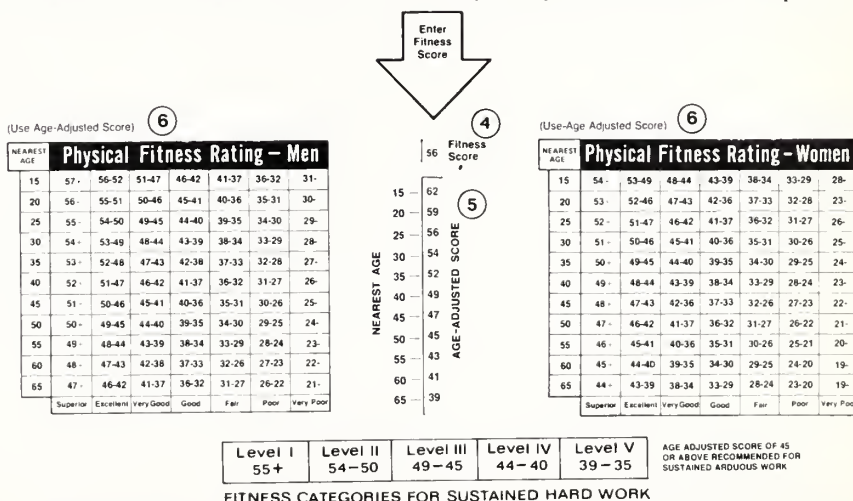 Enter
Fitness
Score
(Use Age-Adjusted Score) 6
NEAREST AGE Physical Fitness Rating – Men
15 57+ 56-52 51-47 46-42 41-37 36-32 31-
20 56+ 55-51 50-46 45-41 40-36 35-31 30-
25 55+ 54-50 49-45 44-40 39-35 34-30 29-
30 54+ 53-49 48-44 43-39 38-34 33-29 28-
35 53+ 52-48 47-43 42-38 37-33 32-28 27-
40 52+ 51-47 46-42 41-37 36-32 31-27 26-
45 51+ 50-46 45-41 40-36 35-31 30-26 25-
50 50+ 49-45 44-40 39-35 34-30 29-25 24-
55 49+ 48-44 43-39 38-34 33-29 28-24 23-
60 48+ 47-43 42-38 37-33 32-26 27-23 22-
65 47+ 46-42 41-37 36-32 31-27 26-22 21-
Superior Excellent Very Good Good Fair Poor Very Poor
4
56 Fitness
Score
5
NEAREST AGE
AGE-ADJUSTED SCORE
15 – 62
20 – 59
25 – 56
30 – 54
35 – 52
40 – 49
45 – 47
50 – 45
55 – 43
60 – 41
65 – 39
(Use-Age Adjusted Score) 6
NEAREST AGE Physical Fitness Rating - Women
15 54+ 53-49 48-44 43-39 38-34 33-29 28-
20 53+ 52-46 47-43 42-36 37-33 32-28 23-
25 52+ 51-47 46-42 41-37 36-32 31-27 26-
30 51+ 50-46 45-41 40-36 35-31 30-26 25-
35 50+ 49-45 44-40 39-35 34-30 29-25 24-
40 49+ 48-44 43-39 38-34 33-29 28-24 23-
45 48+ 47-43 42-36 37-33 32-26 27-23 22-
50 47+ 46-42 41-37 36-32 31-27 26-22 21-
55 46+ 45-41 40-36 35-31 30-26 25-21 20-
60 45+ 44-40 39-35 34-30 29-25 24-20 19-
65 44+ 43-39 38-34 33-29 28-24 23-20 19-
Superior Excellent Very Good Good Fair Poor Very Poor
Level I Level II Level III Level IV Level V
55+ 54–50 49–45 44–40 39–35
AGE ADJUSTED SCORE OF 45
OR ABOVE RECOMMENDED FOR
SUSTAINED ARDUOUS WORK
FITNESS CATEGORIES FOR SUSTAINED HARD WORK